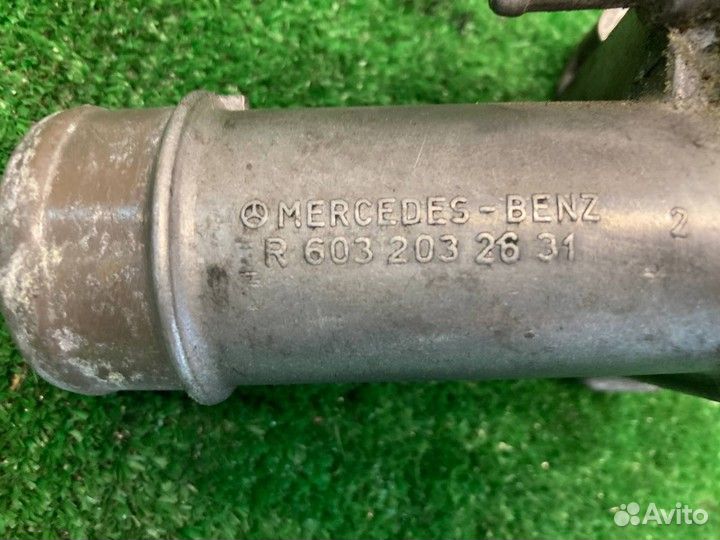 MERCEDES-BENZ
R 603 203 26 31
2
Avito